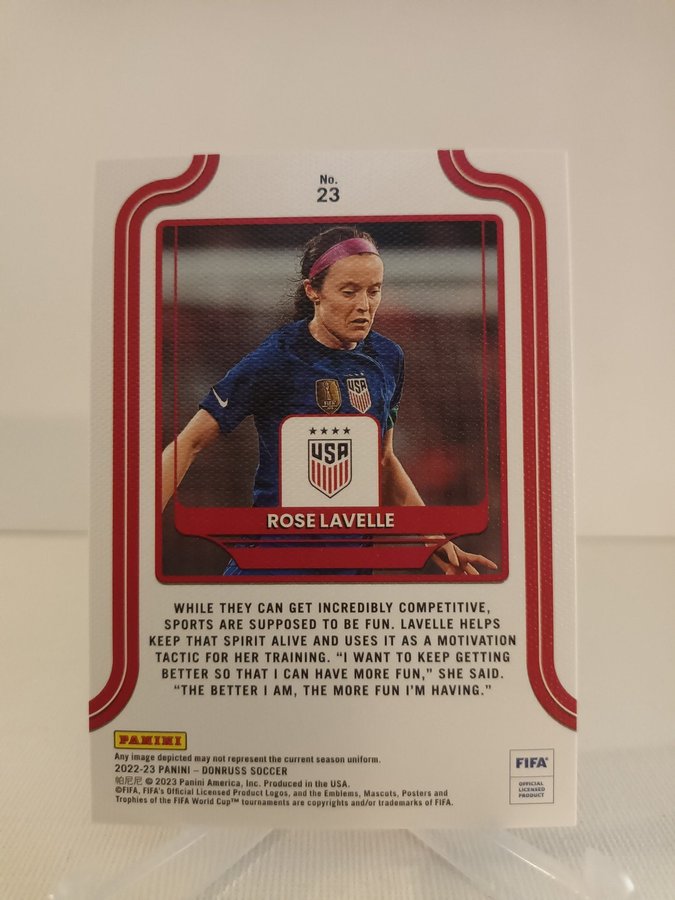 No.
23
USA
USA
ROSE LAVELLE
WHILE THEY CAN GET INCREDIBLY COMPETITIVE,
SPORTS ARE SUPPOSED TO BE FUN. LAVELLE HELPS
KEEP THAT SPIRIT ALIVE AND USES IT AS A MOTIVATION
TACTIC FOR HER TRAINING. “I WANT TO KEEP GETTING
BETTER SO THAT I CAN HAVE MORE FUN,” SHE SAID.
“THE BETTER I AM, THE MORE FUN I'M HAVING.”
PANINI
Any image depicted may not represent the current season uniform.
2022-23 PANINI – DONRUSS SOCCER
帕尼尼 © 2023 Panini America, Inc. Produced in the USA.
©FIFA, FIFA's Official Licensed Product Logos, and the Emblems, Mascots, Posters and
Trophies of the FIFA World Cup™ tournaments are copyrights and/or trademarks of FIFA.
FIFA
OFFICIAL
LICENSED
PRODUCT